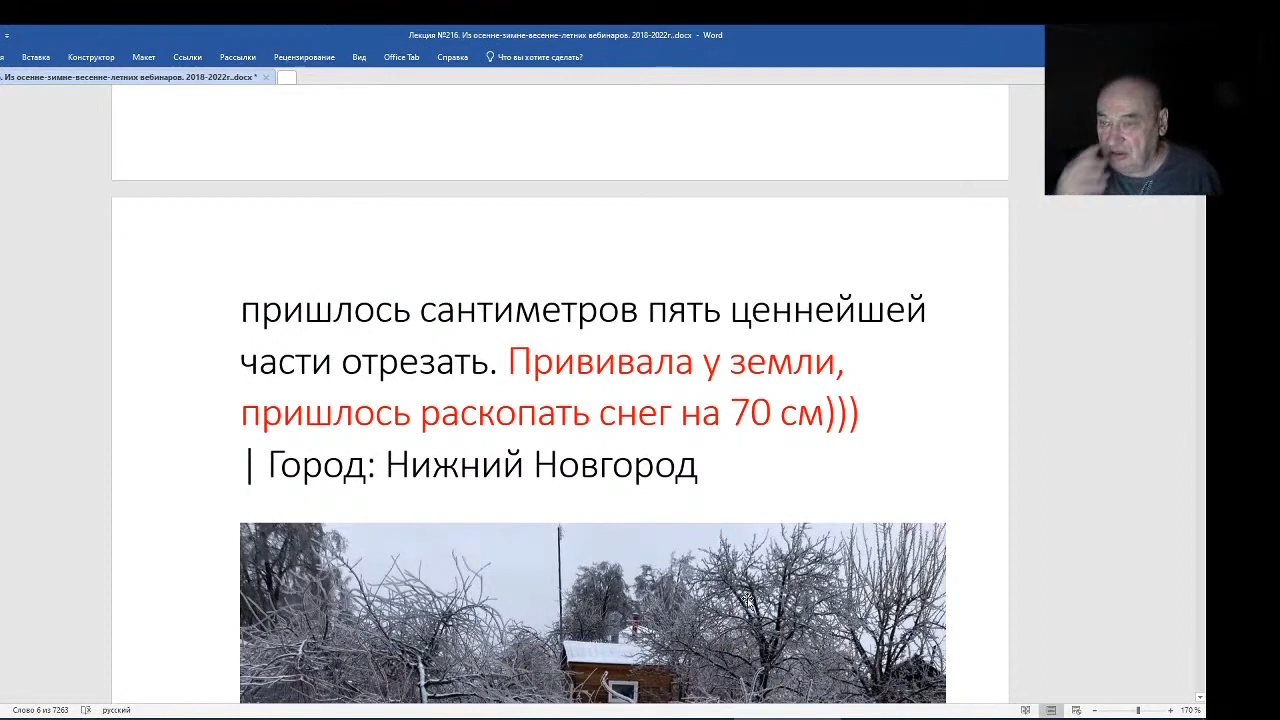 Лекция №216. Из осенне-зимне-весенне-летних вебинаров. 2018-2022г..docx - Word
Вставка Конструктор Макет Ссылки Рассылки Рецензирование Вид Office Tab Справка Что вы хотите сделать?
. Из осенне-зимне-весенне-летних вебинаров. 2018-2022г..docx *
пришлось сантиметров пять ценнейшей
части отрезать. Прививала у земли,
пришлось раскопать снег на 70 см)))
| Город: Нижний Новгород
Слово 6 из 7263 русский 170 %